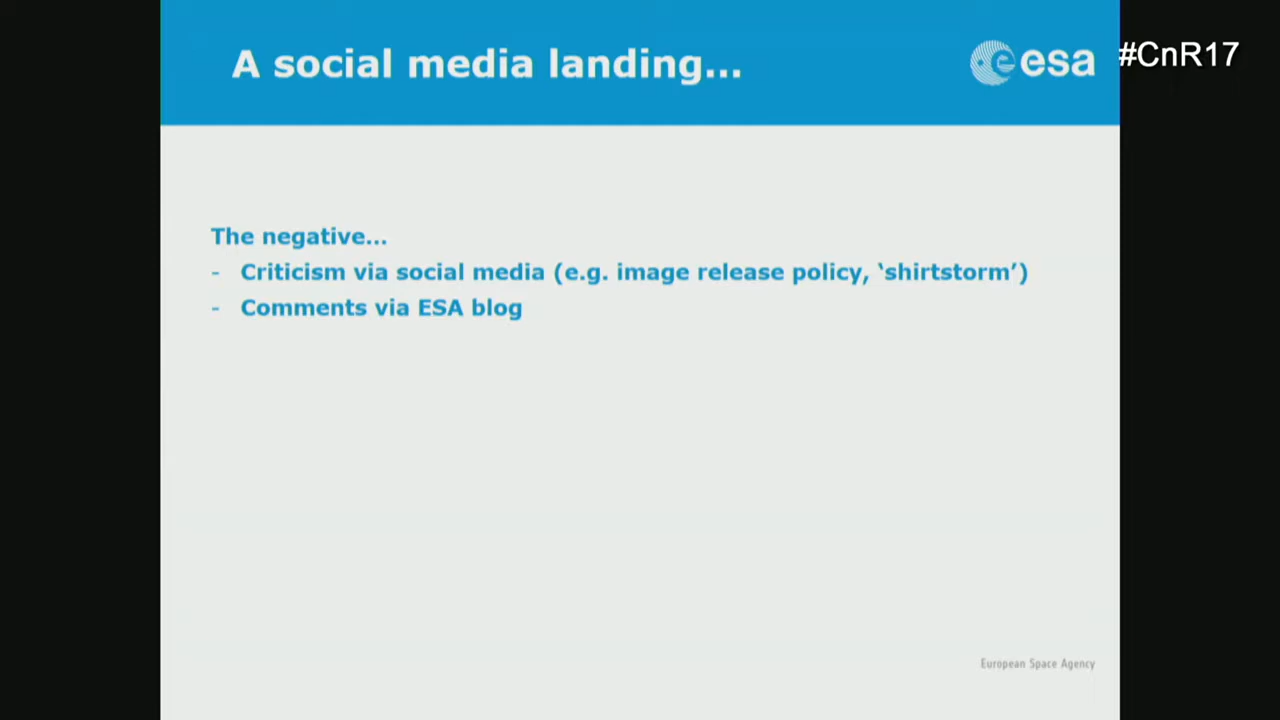 A social media landing...
esa
#CnR17
The negative...
- Criticism via social media (e.g. image release policy, ‘shirtstorm’)
- Comments via ESA blog
European Space Agency